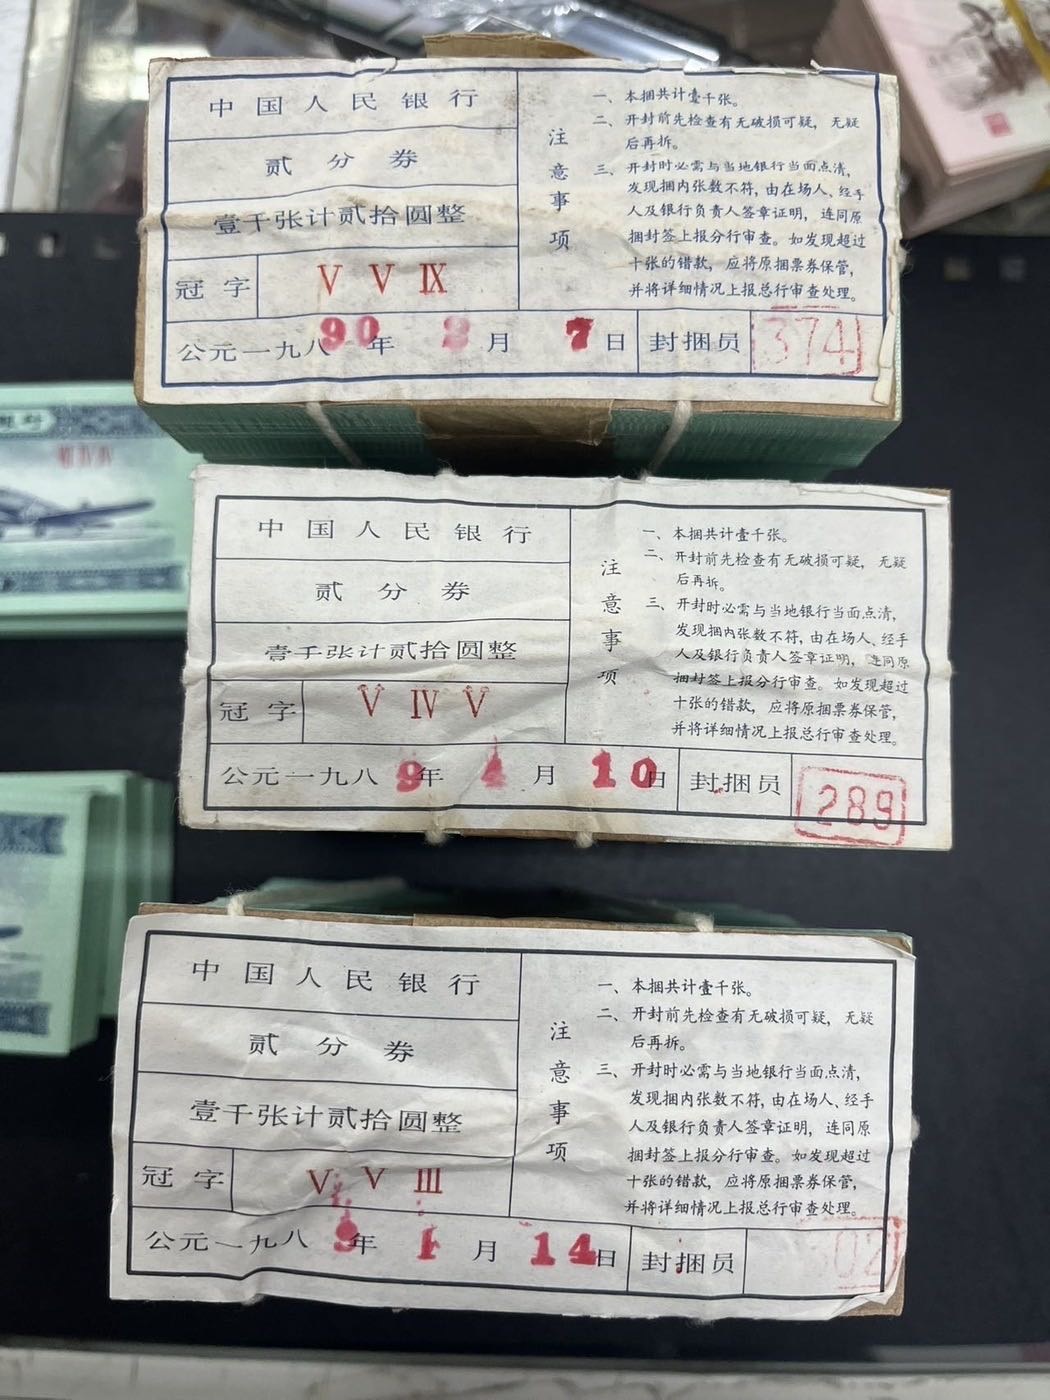 中国人民银行
贰分券
壹千张计贰拾圆整
冠字 V V IX
公元一九八90年 2月 7日 封捆员 374
注意事项
一、本捆共计壹千张。
二、开封前先检查有无破损可疑，无疑
后再拆。
三、开封时必需与当地银行当面点清，
发现捆内张数不符，由在场人、经手
人及银行负责人签章证明，连同原
捆封签上报分行审查。如发现超过
十张的错款，应将原捆票券保管，
并将详细情况上报总行审查处理。
中国人民银行
贰分券
壹千张计贰拾圆整
冠字 V IV V
公元一九八9年 4月 10日 封捆员 289
注意事项
一、本捆共计壹千张。
二、开封前先检查有无破损可疑，无疑
后再拆。
三、开封时必需与当地银行当面点清，
发现捆内张数不符，由在场人、经手
人及银行负责人签章证明，连同原
捆封签上报分行审查。如发现超过
十张的错款，应将原捆票券保管，
并将详细情况上报总行审查处理。
中国人民银行
贰分券
壹千张计贰拾圆整
冠字 V V III
公元一九八9年 1月 14日 封捆员
注意事项
一、本捆共计壹千张。
二、开封前先检查有无破损可疑，无疑
后再拆。
三、开封时必需与当地银行当面点清，
发现捆内张数不符，由在场人、经手
人及银行负责人签章证明，连同原
捆封签上报分行审查。如发现超过
十张的错款，应将原捆票券保管，
并将详细情况上报总行审查处理。